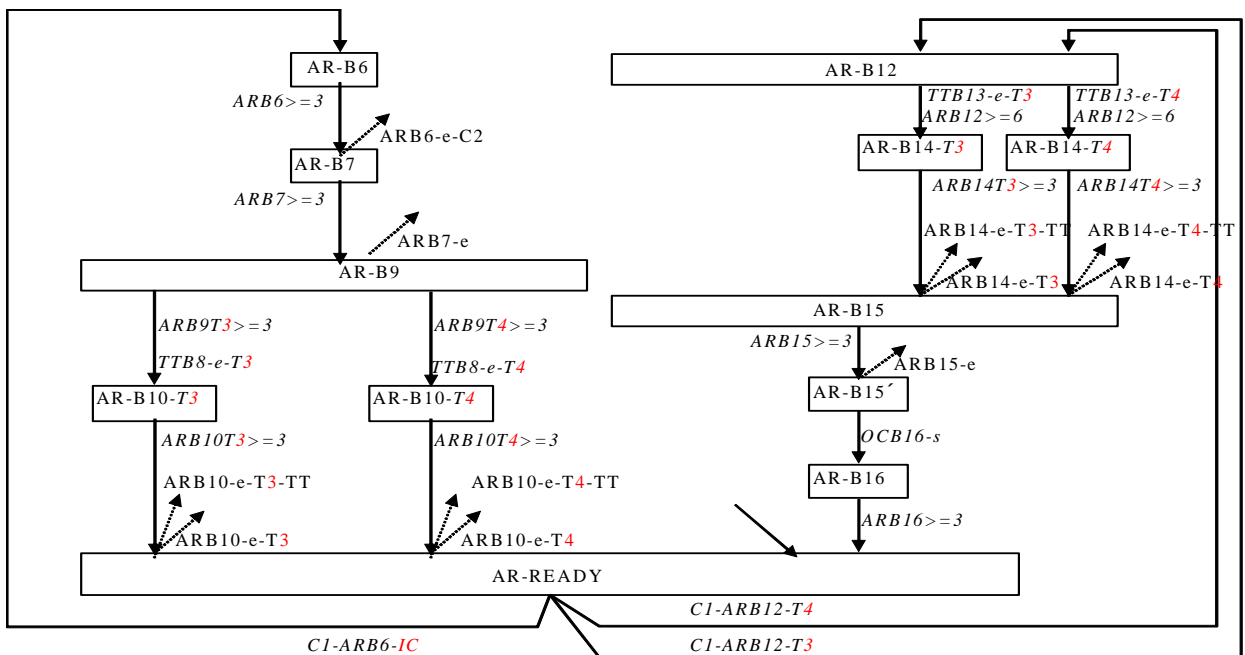 AR-B6
ARB6>=3
ARB6-e-C2
AR-B7
ARB7>=3
ARB7-e
AR-B9
ARB9T3>=3
TTB8-e-T3
ARB9T4>=3
TTB8-e-T4
AR-B10-T3
AR-B10-T4
ARB10T3>=3
ARB10T4>=3
ARB10-e-T3-TT
ARB10-e-T3
ARB10-e-T4-TT
ARB10-e-T4
AR-B12
TTB13-e-T3
ARB12>=6
TTB13-e-T4
ARB12>=6
AR-B14-T3
AR-B14-T4
ARB14T3>=3
ARB14T4>=3
ARB14-e-T3-TT
ARB14-e-T3
ARB14-e-T4-TT
ARB14-e-T4
AR-B15
ARB15>=3
ARB15-e
AR-B15´
OCB16-s
AR-B16
ARB16>=3
AR-READY
C1-ARB12-T4
C1-ARB6-IC
C1-ARB12-T3